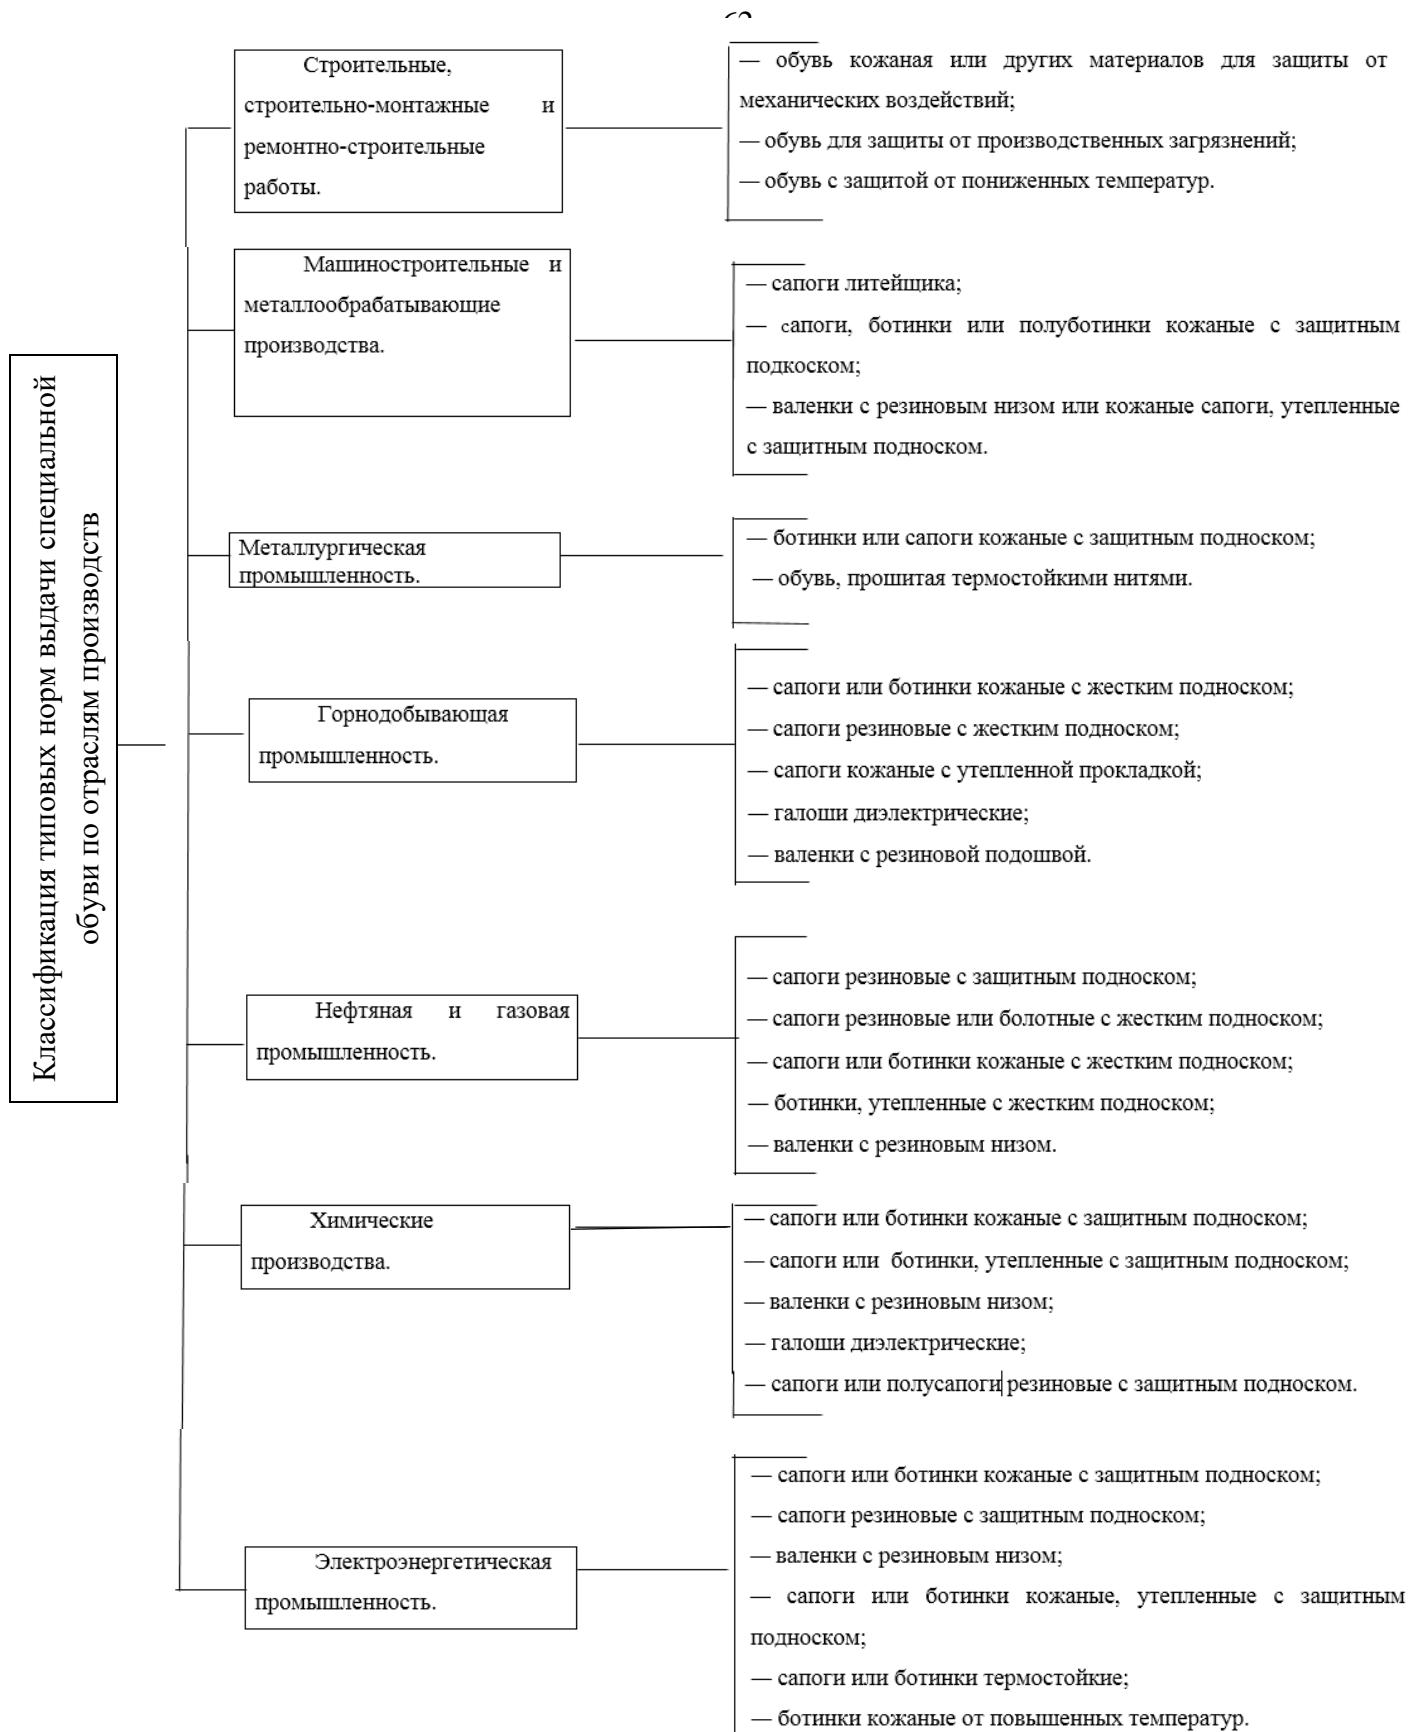 Классификация типовых норм выдачи специальной
обуви по отраслям производств
Строительные,
строительно-монтажные и
ремонтно-строительные
работы.
— обувь кожаная или других материалов для защиты от
механических воздействий;
— обувь для защиты от производственных загрязнений;
— обувь с защитой от пониженных температур.
Машиностроительные и
металлообрабатывающие
производства.
— сапоги литейщика;
— сапоги, ботинки или полуботинки кожаные с защитным
подкоском;
— валенки с резиновым низом или кожаные сапоги, утепленные
с защитным подноском.
Металлургическая
промышленность.
— ботинки или сапоги кожаные с защитным подноском;
— обувь, прошитая термостойкими нитями.
Горнодобывающая
промышленность.
— сапоги или ботинки кожаные с жестким подноском;
— сапоги резиновые с жестким подноском;
— сапоги кожаные с утепленной прокладкой;
— галоши диэлектрические;
— валенки с резиновой подошвой.
Нефтяная и газовая
промышленность.
— сапоги резиновые с защитным подноском;
— сапоги резиновые или болотные с жестким подноском;
— сапоги или ботинки кожаные с жестким подноском;
— ботинки, утепленные с жестким подноском;
— валенки с резиновым низом.
Химические
производства.
— сапоги или ботинки кожаные с защитным подноском;
— сапоги или ботинки, утепленные с защитным подноском;
— валенки с резиновым низом;
— галоши диэлектрические;
— сапоги или полусапоги резиновые с защитным подноском.
Электроэнергетическая
промышленность.
— сапоги или ботинки кожаные с защитным подноском;
— сапоги резиновые с защитным подноском;
— валенки с резиновым низом;
— сапоги или ботинки кожаные, утепленные с защитным
подноском;
— сапоги или ботинки термостойкие;
— ботинки кожаные от повышенных температур.